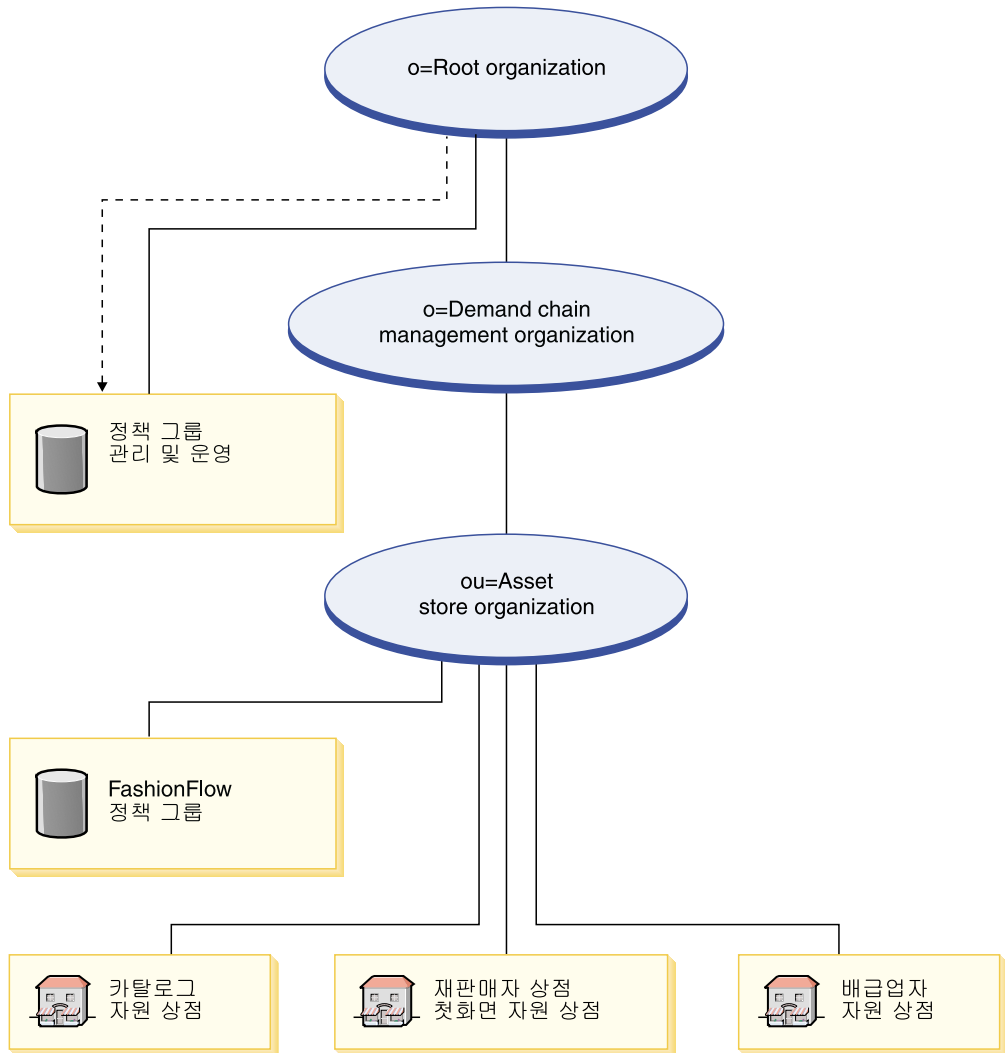 o=Root organization
o=Demand chain
management organization
정책 그룹
관리 및 운영
ou=Asset
store organization
FashionFlow
정책 그룹
카탈로그
자원 상점
재판매자 상점
첫화면 자원 상점
배급업자
자원 상점